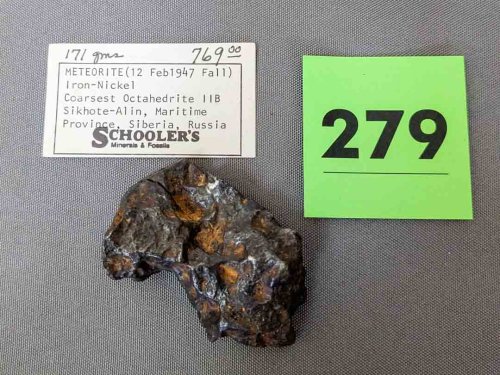 171 gms 769.00
METEORITE(12 Feb1947 Fall)
Iron-Nickel
Coarsest Octahedrite IIB
Sikhote-Alin, Maritime
Province, Siberia, Russia
SCHOOLER'S
Minerals & Fossils
279